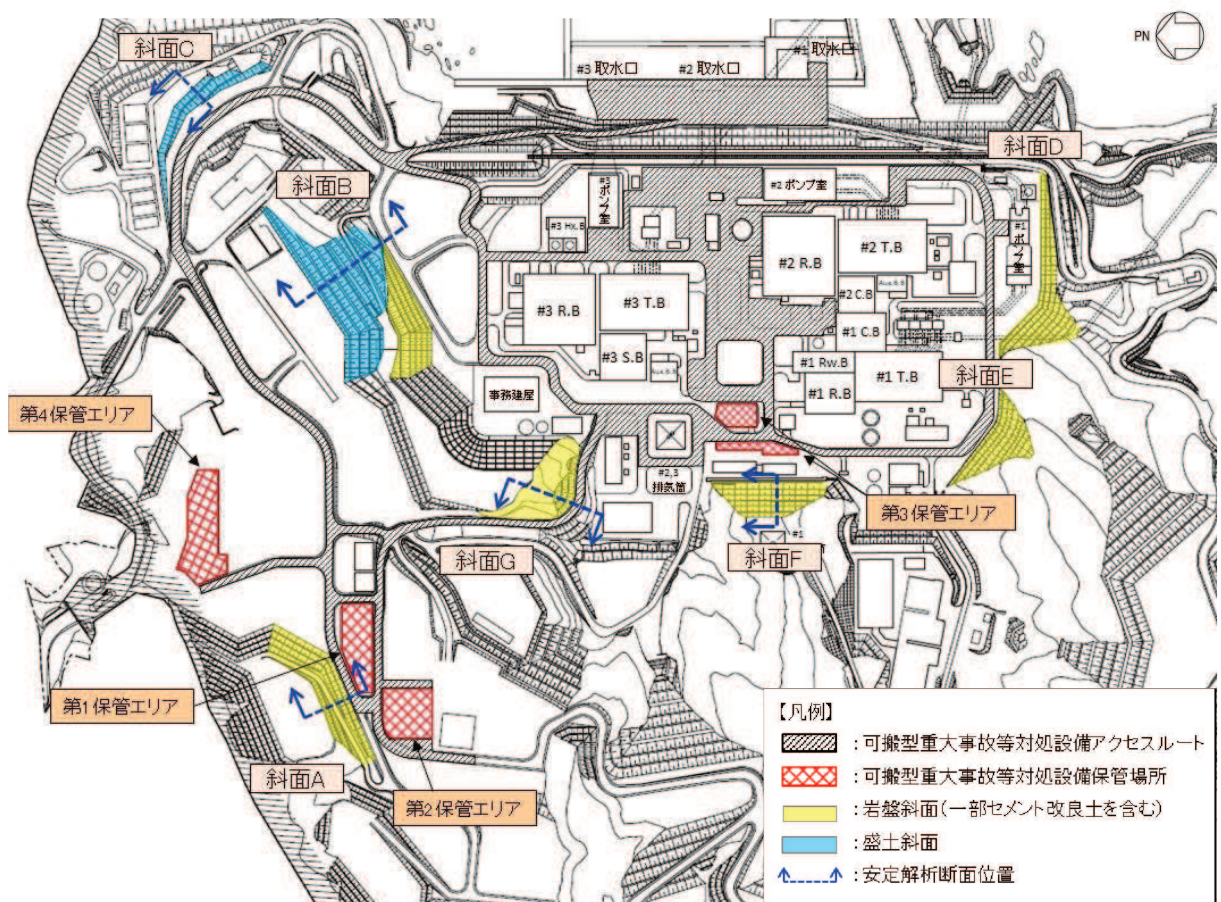 斜面C
PN
#1 取水口
#3 取水口
#2 取水口
斜面D
斜面B
#3 ポンプ室
#2 ポンプ室
#1 ポンプ室
#3 Hx.B
#2 R.B
#2 T.B
#3 R.B
#3 T.B
#2 C.B
Aux.B.B
#1 C.B
#3 S.B
Aux.B.B
#1 Rw.B
#1 T.B
斜面E
#1 R.B
事務建屋
第4保管エリア
#2,3
排気筒
第3保管エリア
#1
斜面G
斜面F
第1保管エリア
斜面A
第2保管エリア
【凡例】
：可搬型重大事故等対処設備アクセスルート
：可搬型重大事故等対処設備保管場所
：岩盤斜面(一部セメント改良土を含む)
：盛土斜面
：安定解析断面位置